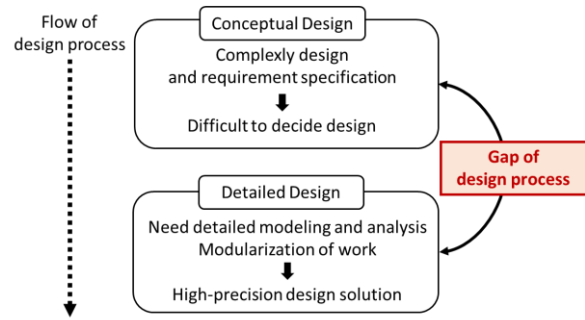 Flow of
design process
Conceptual Design
Complexly design
and requirement specification
Difficult to decide design
Gap of
design process
Detailed Design
Need detailed modeling and analysis
Modularization of work
High-precision design solution